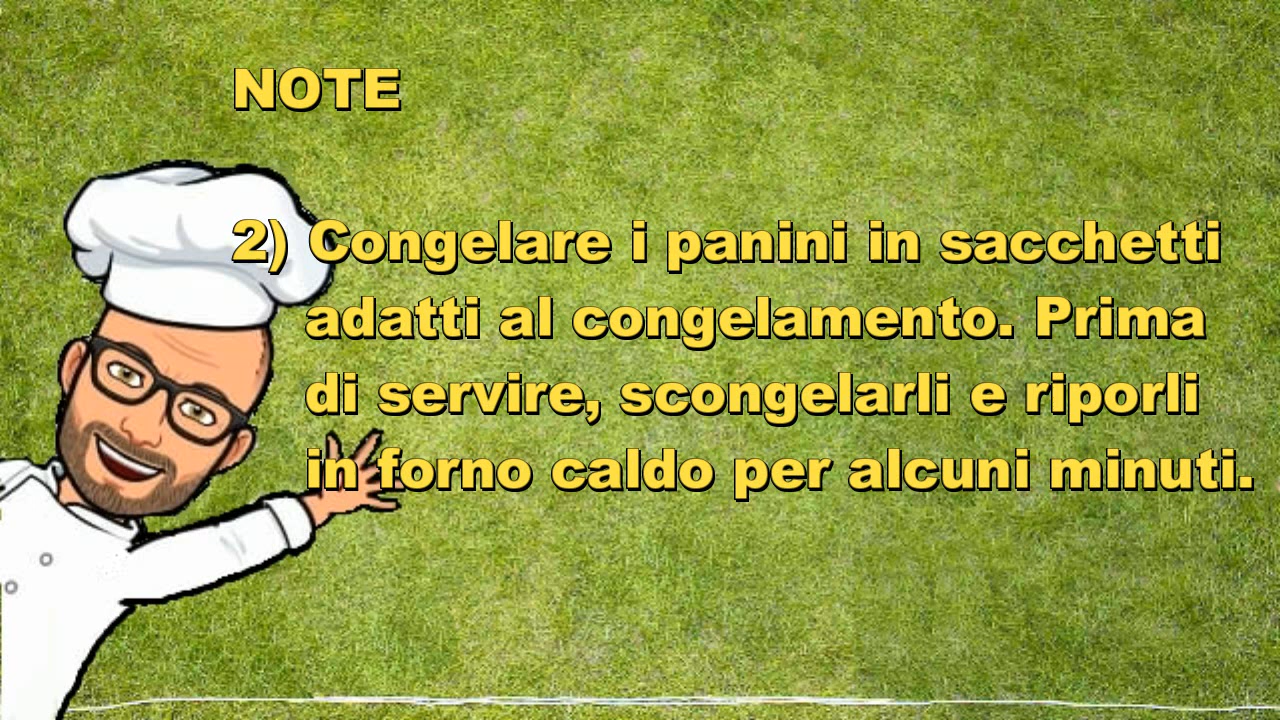 NOTE
2) Congelare i panini in sacchetti
adatti al congelamento. Prima
di servire, scongelarli e riporli
in forno caldo per alcuni minuti.